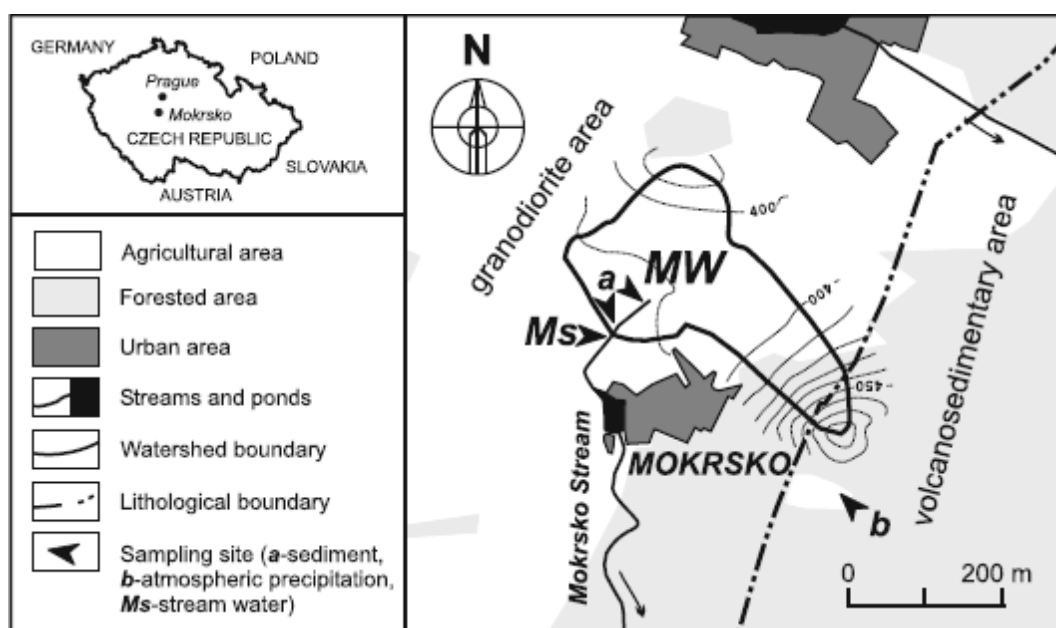 GERMANY
POLAND
Prague
Mokrsko
CZECH REPUBLIC
SLOVAKIA
AUSTRIA
Agricultural area
Forested area
Urban area
Streams and ponds
Watershed boundary
Lithological boundary
Sampling site (a-sediment,
b-atmospheric precipitation,
Ms-stream water)
N
granodiorite area
400
MW
a
Ms
400
450
MOKRSKO
Mokrsko Stream
volcanosedimentary area
b
0
200 m